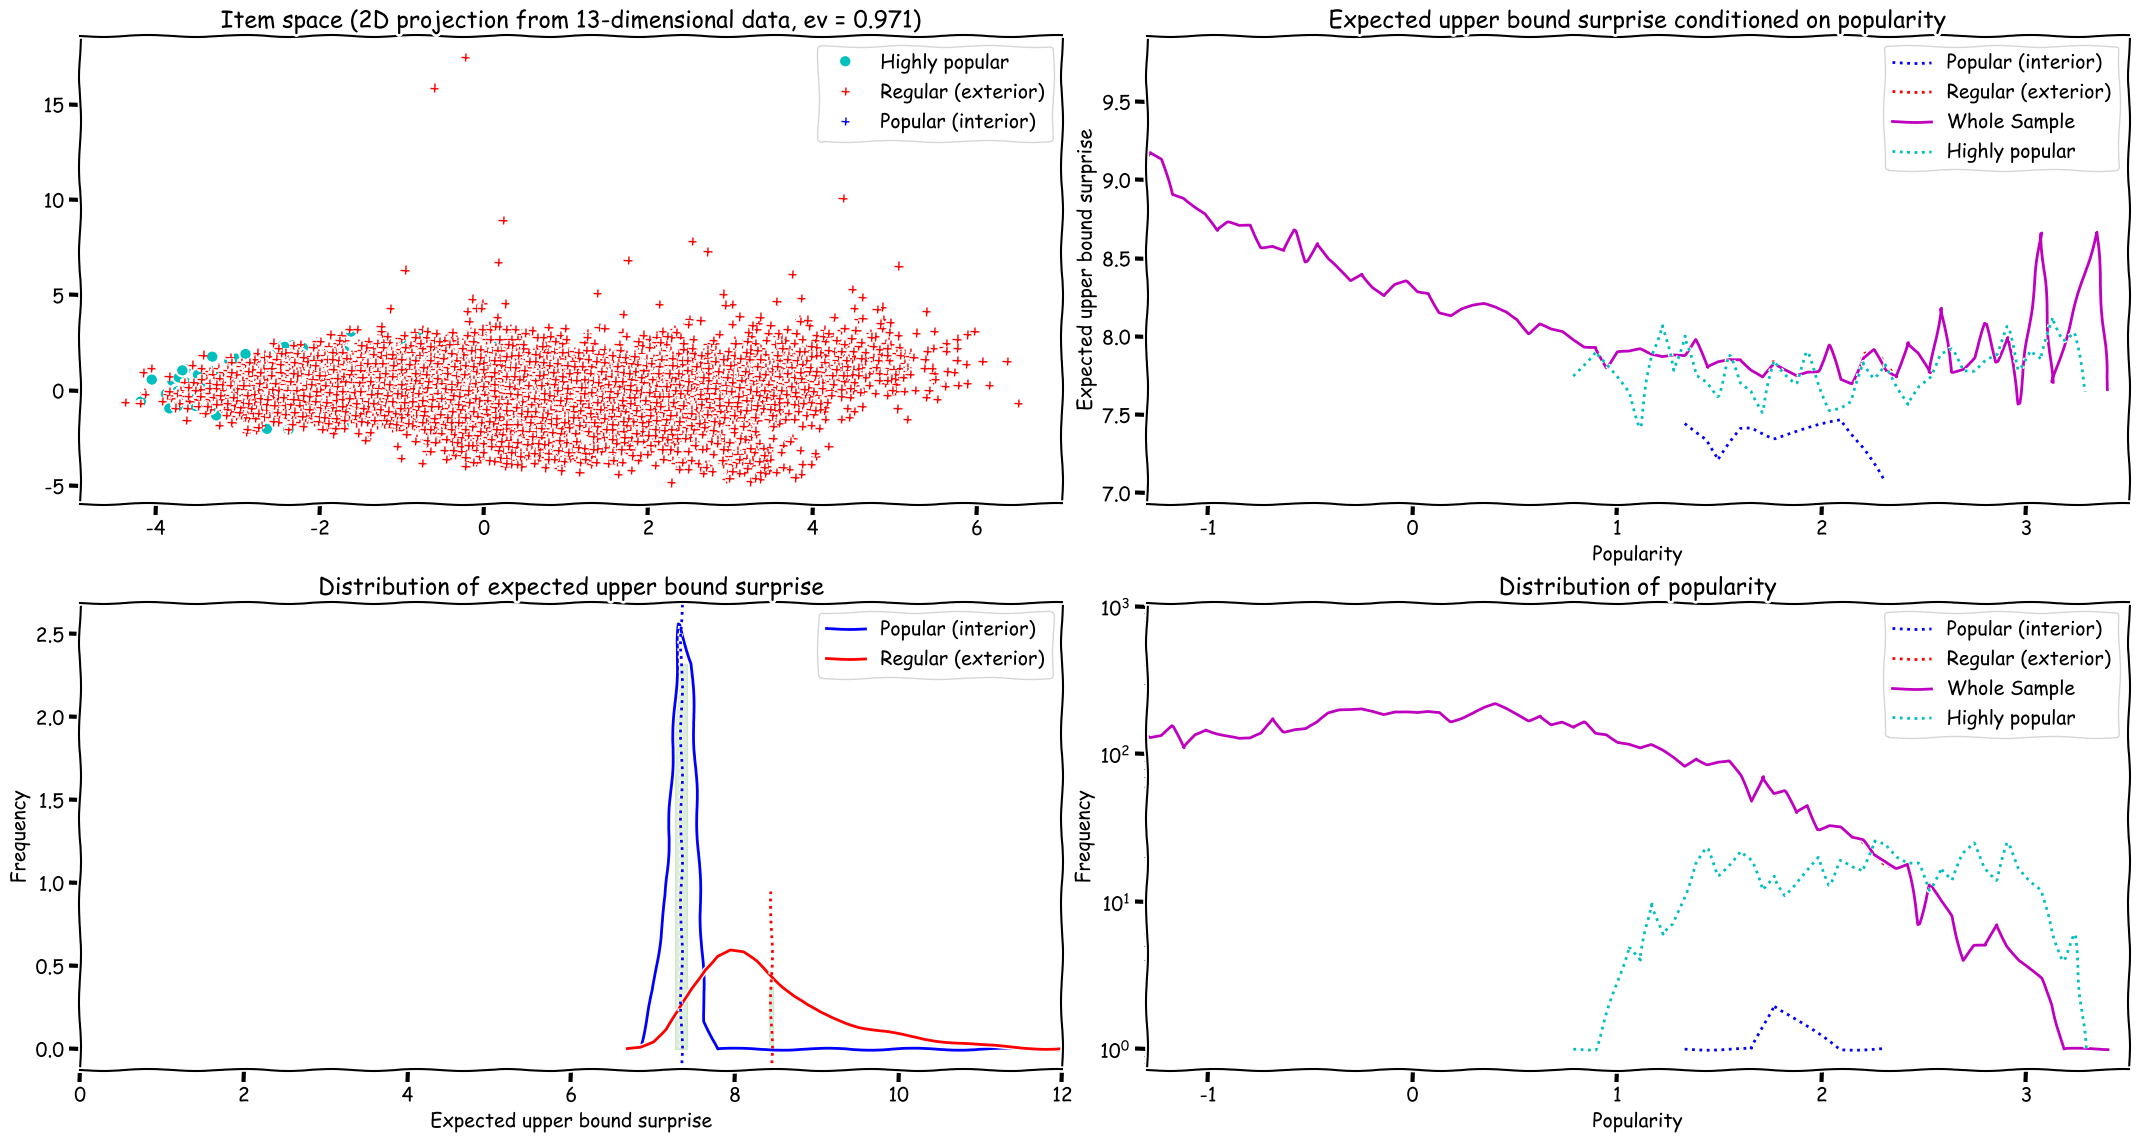 Item space (2D projection from 13-dimensional data, ev = 0.971)
15
10
5
0
-5
-4
-2
0
2
4
6
Highly popular
Regular (exterior)
Popular (interior)
Expected upper bound surprise conditioned on popularity
Expected upper bound surprise
9.5
9.0
8.5
8.0
7.5
7.0
-1
0
1
2
3
Popularity
Popular (interior)
Regular (exterior)
Whole Sample
Highly popular
Distribution of expected upper bound surprise
Frequency
2.5
2.0
1.5
1.0
0.5
0.0
0
2
4
6
8
10
12
Expected upper bound surprise
Popular (interior)
Regular (exterior)
Distribution of popularity
Frequency
10³
10²
10¹
10⁰
-1
0
1
2
3
Popularity
Popular (interior)
Regular (exterior)
Whole Sample
Highly popular